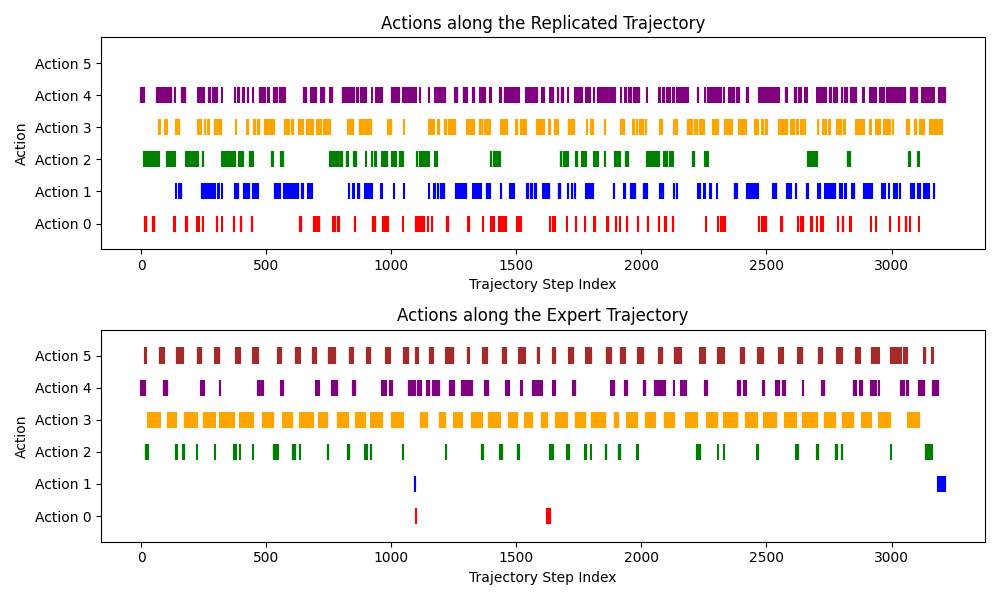 Actions along the Replicated Trajectory
Action 5
Action 4
Action 3
Action 2
Action 1
Action 0
Action
0 500 1000 1500 2000 2500 3000
Trajectory Step Index
Actions along the Expert Trajectory
Action 5
Action 4
Action 3
Action 2
Action 1
Action 0
Action
0 500 1000 1500 2000 2500 3000
Trajectory Step Index